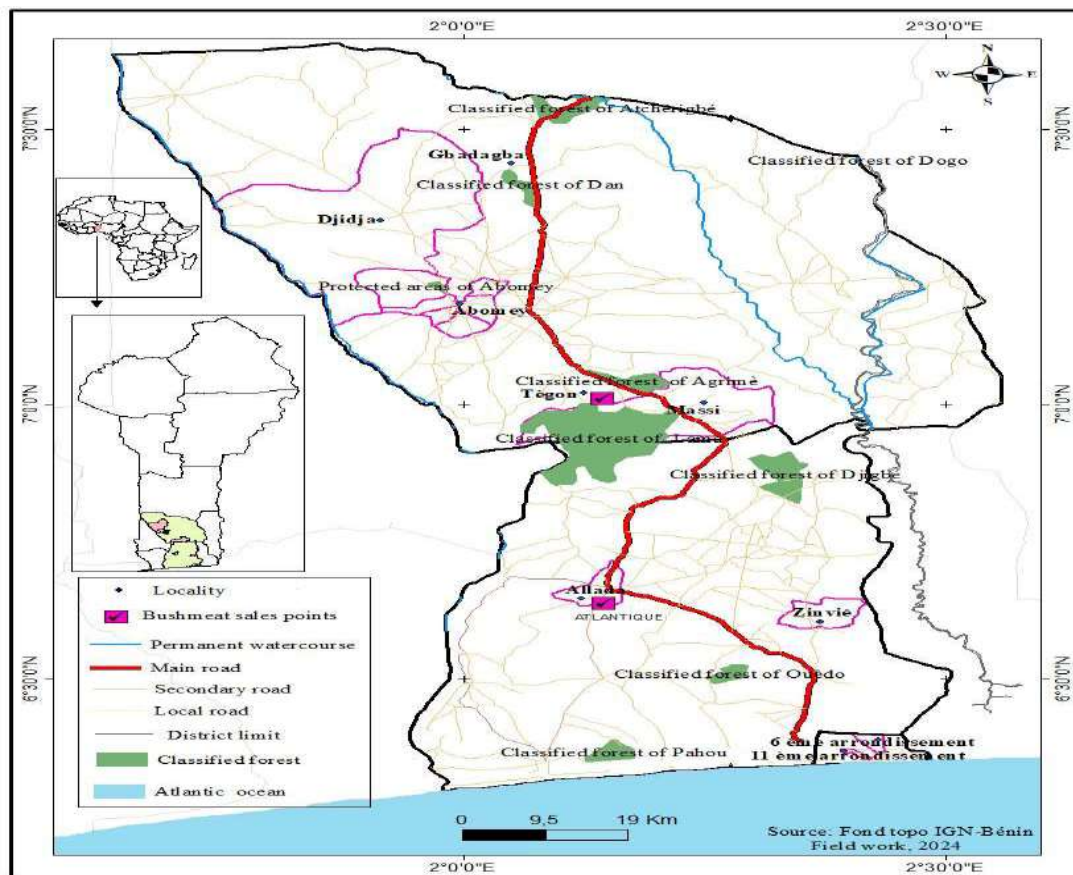 2°0'0"E
2°30'0"E
N
W
E
S
Classified forest of Atcherigbé
7°30'0"N
7°30'0"N
Gbadagba
Classified forest of Dogo
Classified forest of Dan
Djidja
Protected areas of Abomey
Abomey
Classified forest of Agrimè
Tègon
Massi
7°0'0"N
7°0'0"N
Classified forest of Lama
Classified forest of Djigbé
Allada
ATLANTIQUE
Zinvié
Locality
Bushmeat sales points
Permanent watercourse
Main road
Secondary road
Local road
District limit
Classified forest
Atlantic ocean
6°30'0"N
6°30'0"N
Classified forest of Ouèdo
Classified forest of Pahou
6 ème arrondissement
11 ème arrondissement
0
9,5
19 Km
Source: Fond topo IGN-Bénin
Field work, 2024
2°0'0"E
2°30'0"E